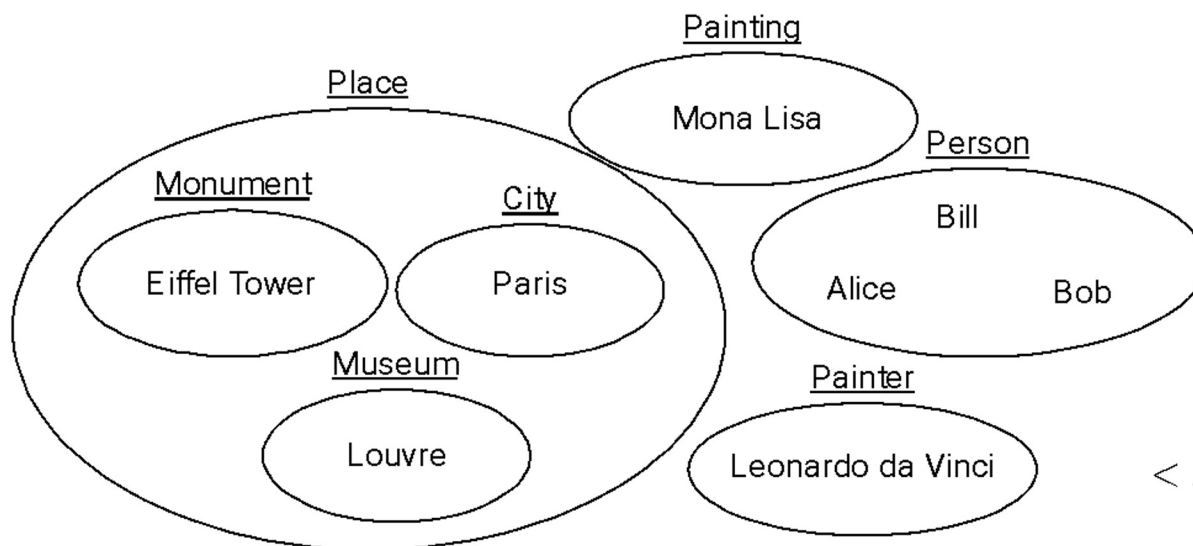 Painting
Place
Mona Lisa
Person
Monument
City
Bill
Eiffel Tower
Paris
Alice
Bob
Museum
Painter
Louvre
Leonardo da Vinci
<